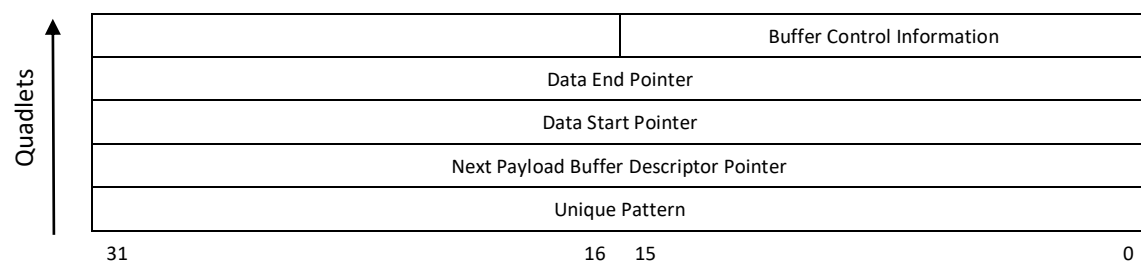 Buffer Control Information
Data End Pointer
Data Start Pointer
Next Payload Buffer Descriptor Pointer
Unique Pattern
Quadlets
31 16 15 0